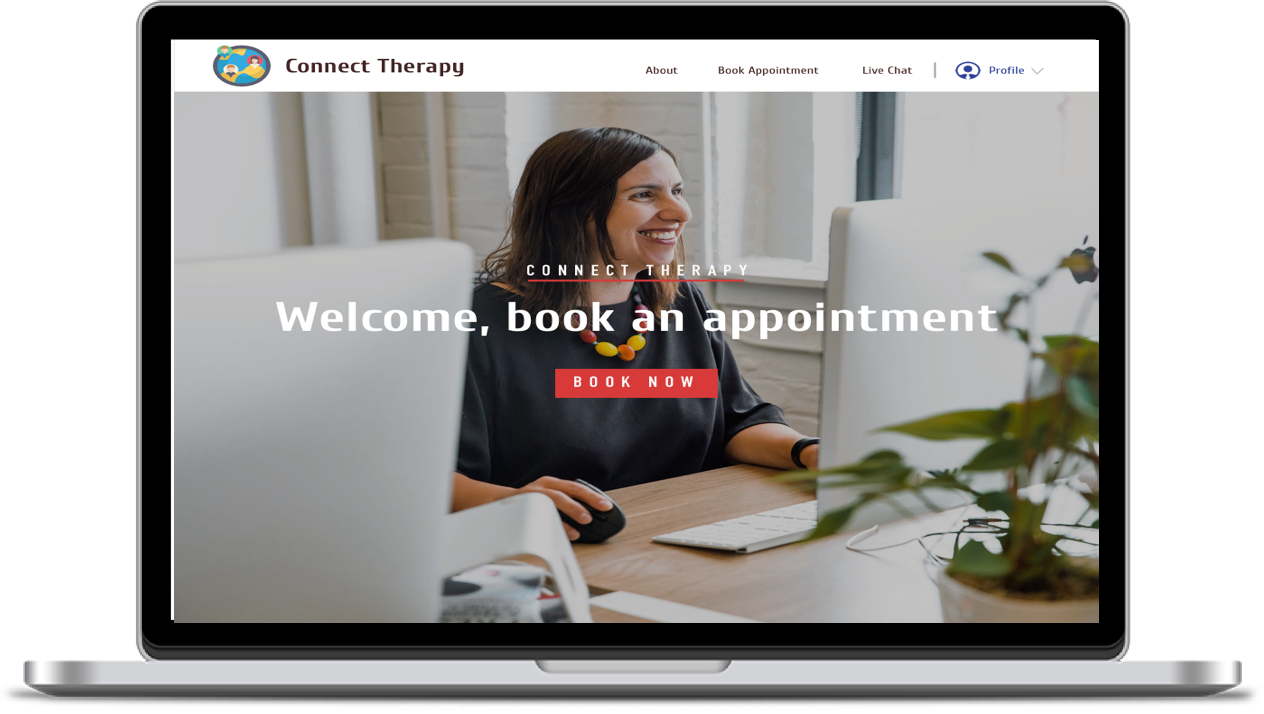 Connect Therapy
About Book Appointment Live Chat | Profile
CONNECT THERAPY
Welcome, book an appointment
BOOK NOW